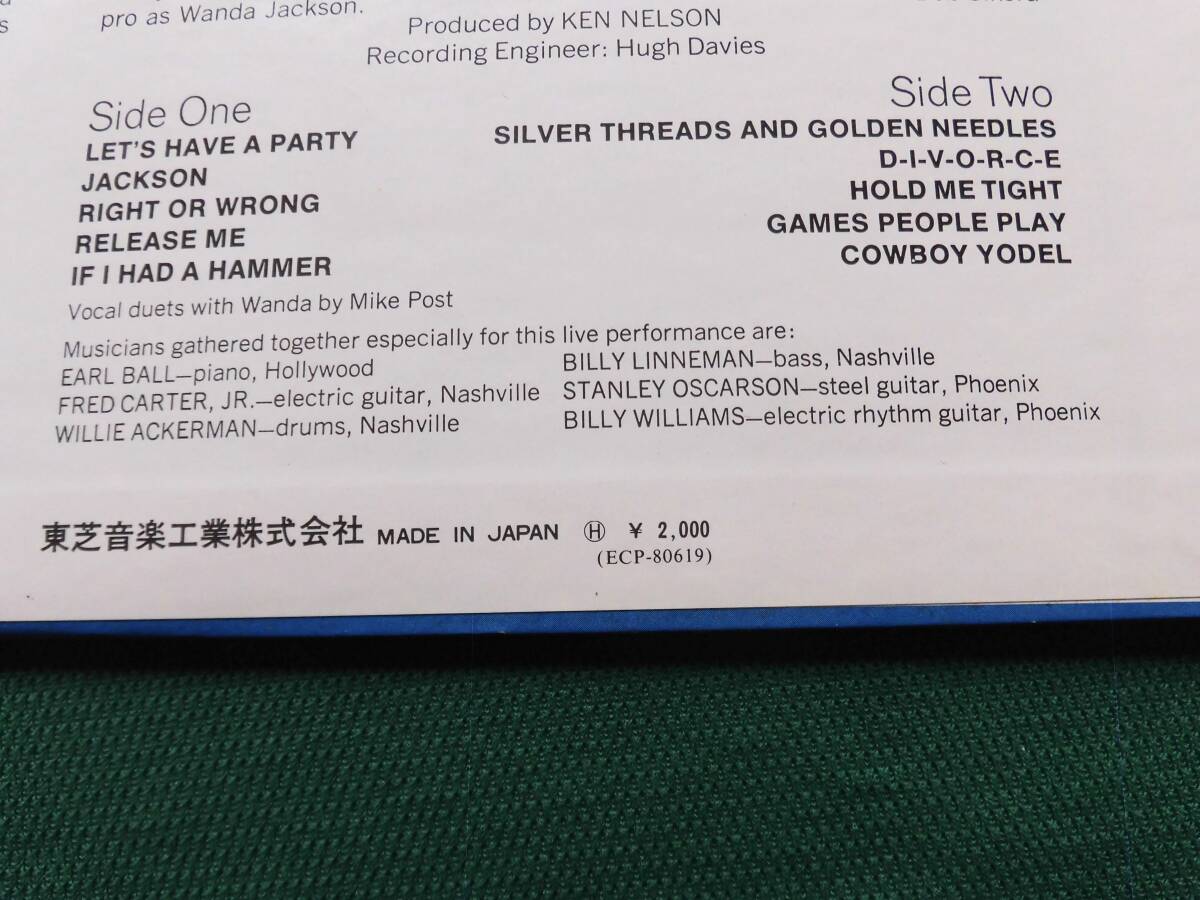 pro as Wanda Jackson.
Produced by KEN NELSON
Recording Engineer: Hugh Davies
Side One
LET'S HAVE A PARTY
JACKSON
RIGHT OR WRONG
RELEASE ME
IF I HAD A HAMMER
Side Two
SILVER THREADS AND GOLDEN NEEDLES
D-I-V-O-R-C-E
HOLD ME TIGHT
GAMES PEOPLE PLAY
COWBOY YODEL
Vocal duets with Wanda by Mike Post
Musicians gathered together especially for this live performance are:
EARL BALL—piano, Hollywood
FRED CARTER, JR.—electric guitar, Nashville
WILLIE ACKERMAN—drums, Nashville
BILLY LINNEMAN—bass, Nashville
STANLEY OSCARSON—steel guitar, Phoenix
BILLY WILLIAMS—electric rhythm guitar, Phoenix
東芝音楽工業株式会社 MADE IN JAPAN Ⓗ ¥ 2,000
(ECP-80619)